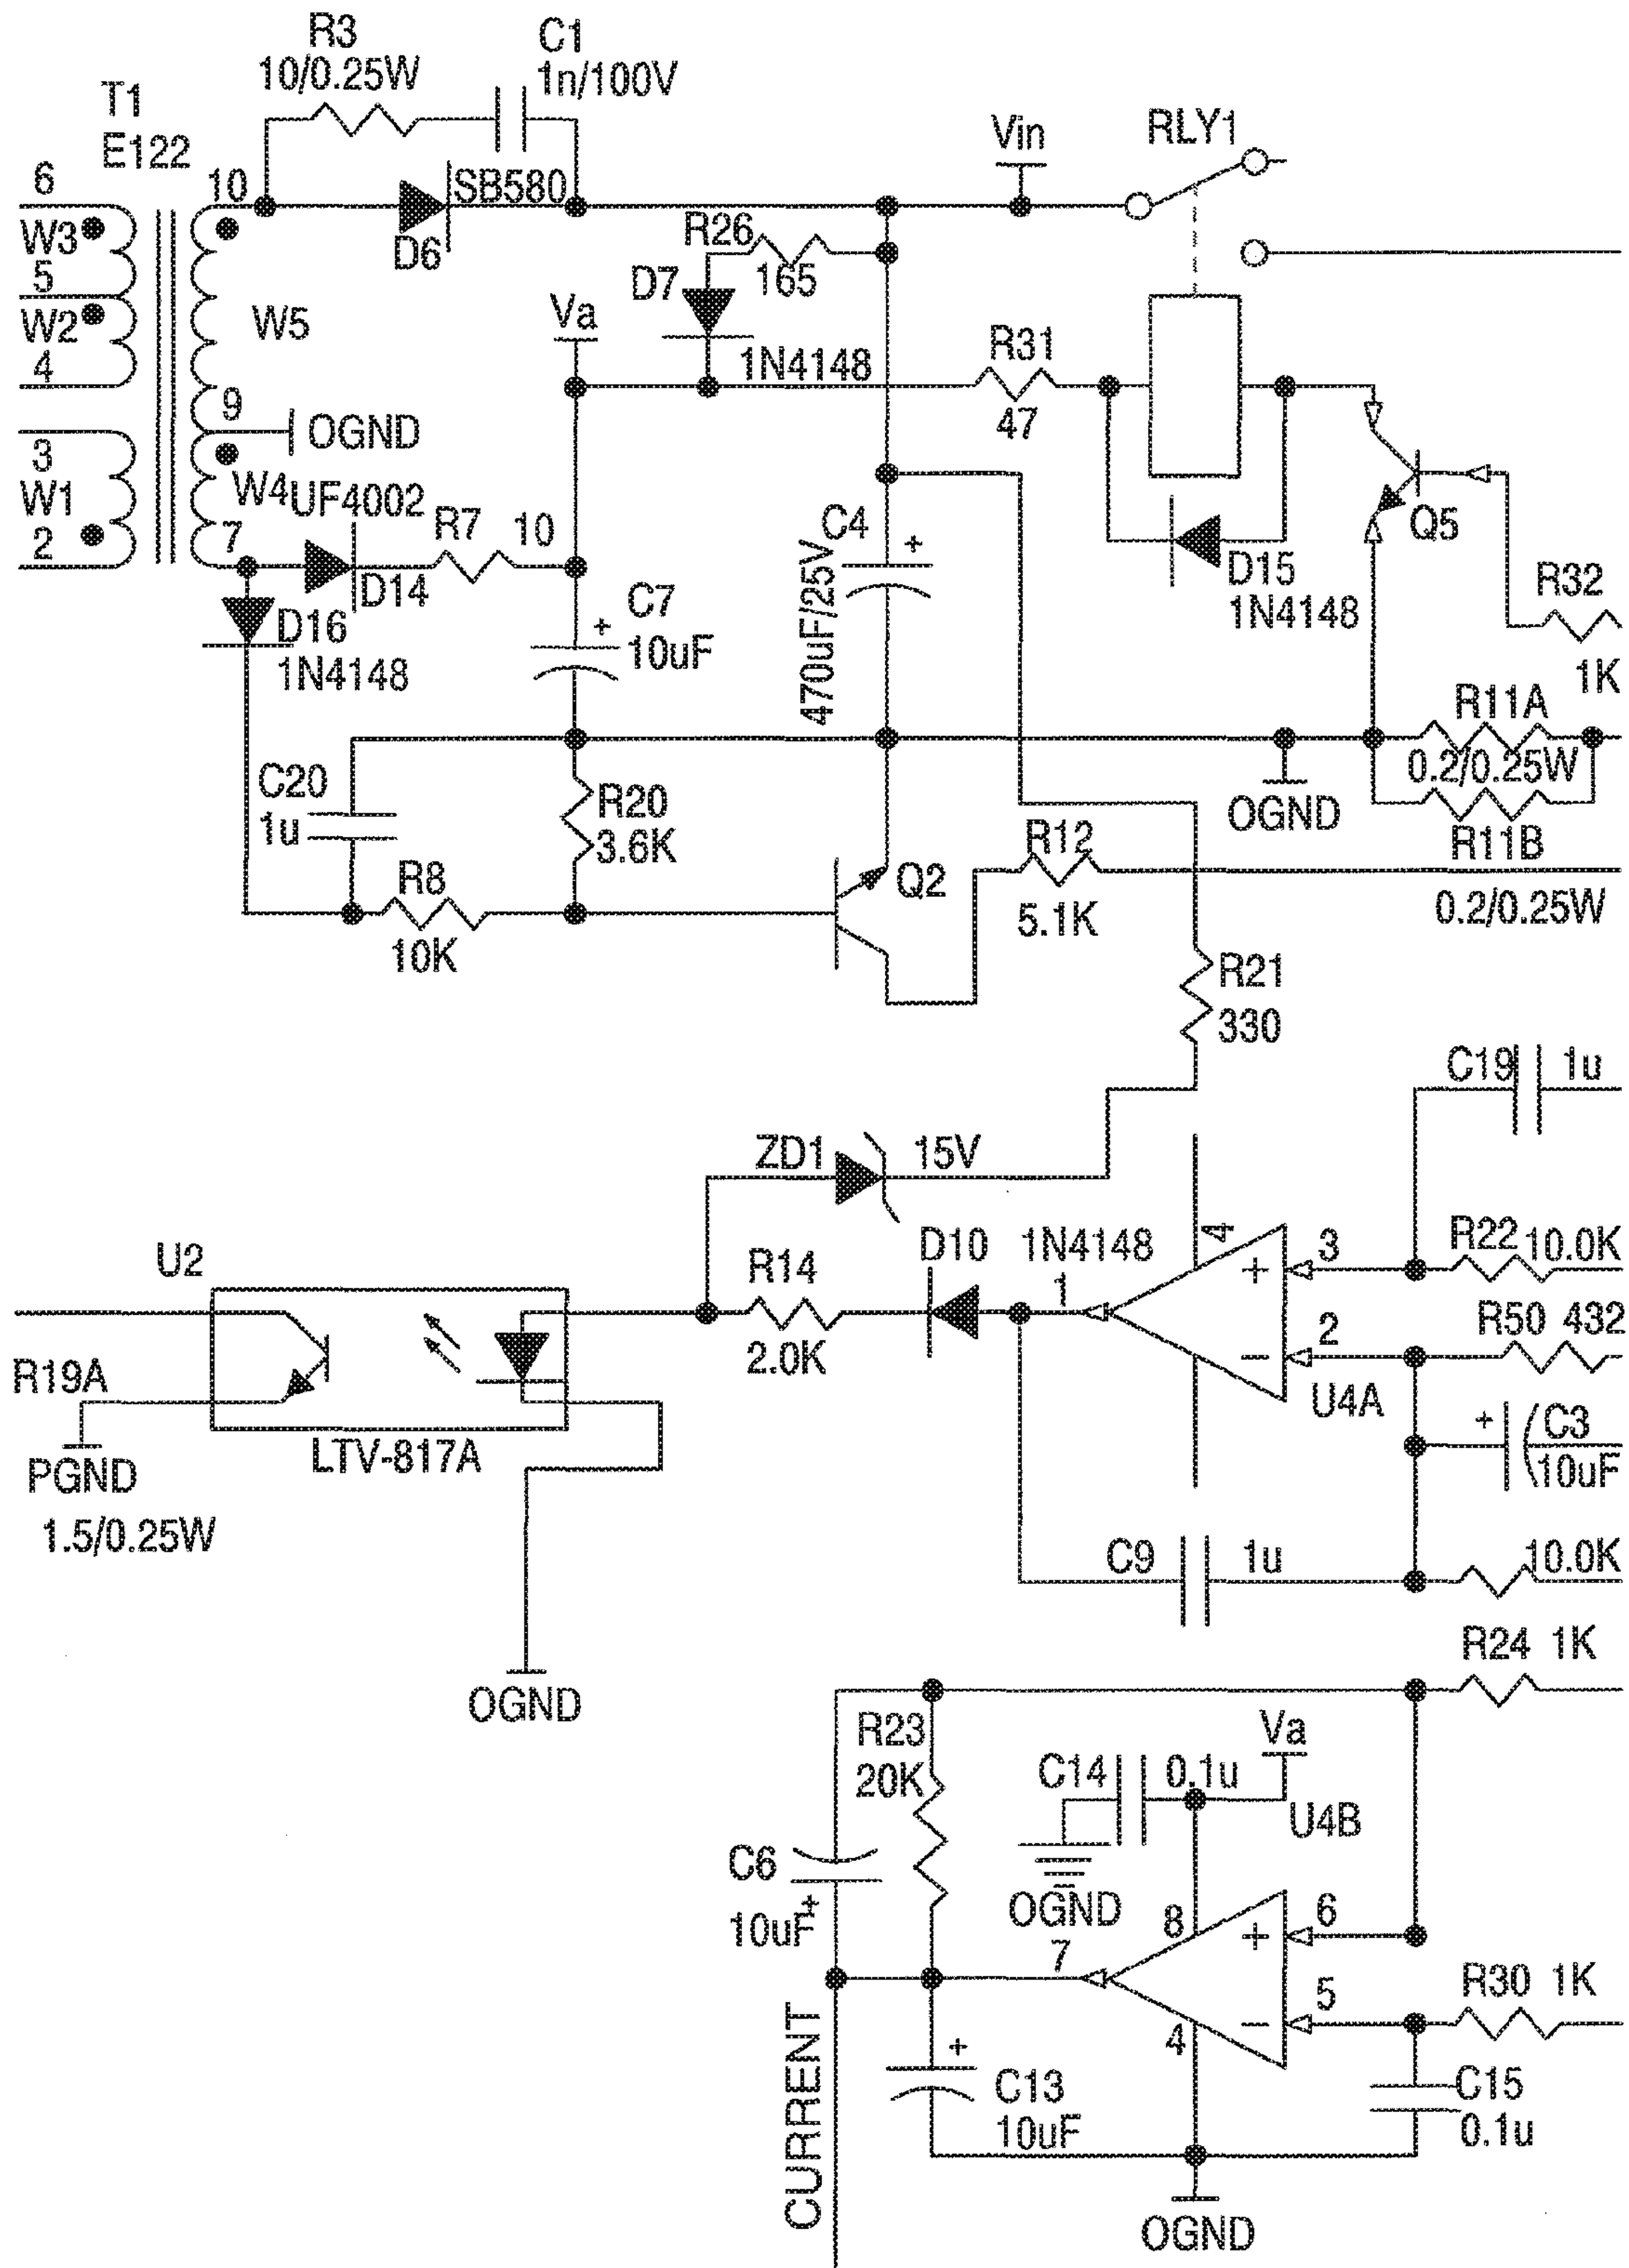 R3
10/0.25W
C1
1n/100V
T1
E122
6
W3
5
W2
4
3
W1
2
10
W5
9
OGND
W4
7
SB580
D6
Vin
RLY1
R26
165
D7
1N4148
Va
R31
47
UF4002
D14
R7
10
D16
1N4148
C7
+
10uF
C4
+
470uF/25V
D15
1N4148
Q5
R32
1K
R11A
0.2/0.25W
R11B
0.2/0.25W
OGND
C20
1u
R20
3.6K
R8
10K
Q2
R12
5.1K
R21
330
C19
1u
ZD1
15V
U2
R14
2.0K
D10
1N4148
1
4
+
3
R22
10.0K
−
2
R50
432
U4A
R19A
PGND
LTV-817A
1.5/0.25W
+
C3
10uF
C9
1u
10.0K
OGND
R24
1K
R23
20K
C14
0.1u
Va
U4B
C6
10uF
+
OGND
8
7
+
6
−
5
4
R30
1K
+
C13
10uF
C15
0.1u
CURRENT
OGND